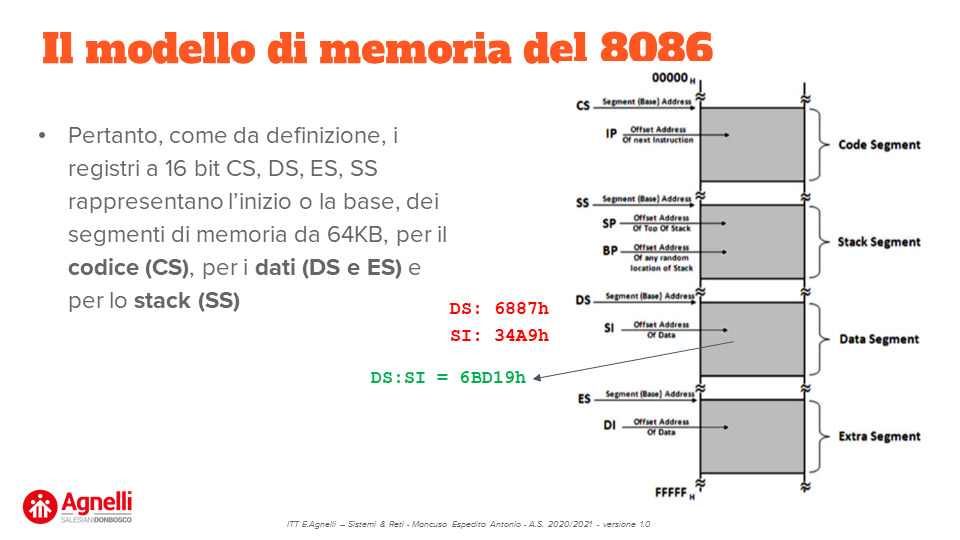 Il modello di memoria del 8086
• Pertanto, come da definizione, i
registri a 16 bit CS, DS, ES, SS
rappresentano l’inizio o la base, dei
segmenti di memoria da 64KB, per il
codice (CS), per i dati (DS e ES) e
per lo stack (SS)
DS: 6887h
SI: 34A9h
DS:SI = 6BD19h
00000 H
CS Segment (Base) Address
IP Offset Address
Of next Instruction
Code Segment
SS Segment (Base) Address
SP Offset Address
Of Top Of Stack
BP Offset Address
Of any random
location of Stack
Stack Segment
DS Segment (Base) Address
SI Offset Address
Of Data
Data Segment
ES Segment (Base) Address
DI Offset Address
Of Data
Extra Segment
FFFFF H
Agnelli
SALESIANI DONBOSCO
ITT E.Agnelli – Sistemi & Reti - Mancuso Espedito Antonio - A.S. 2020/2021 - versione 1.0